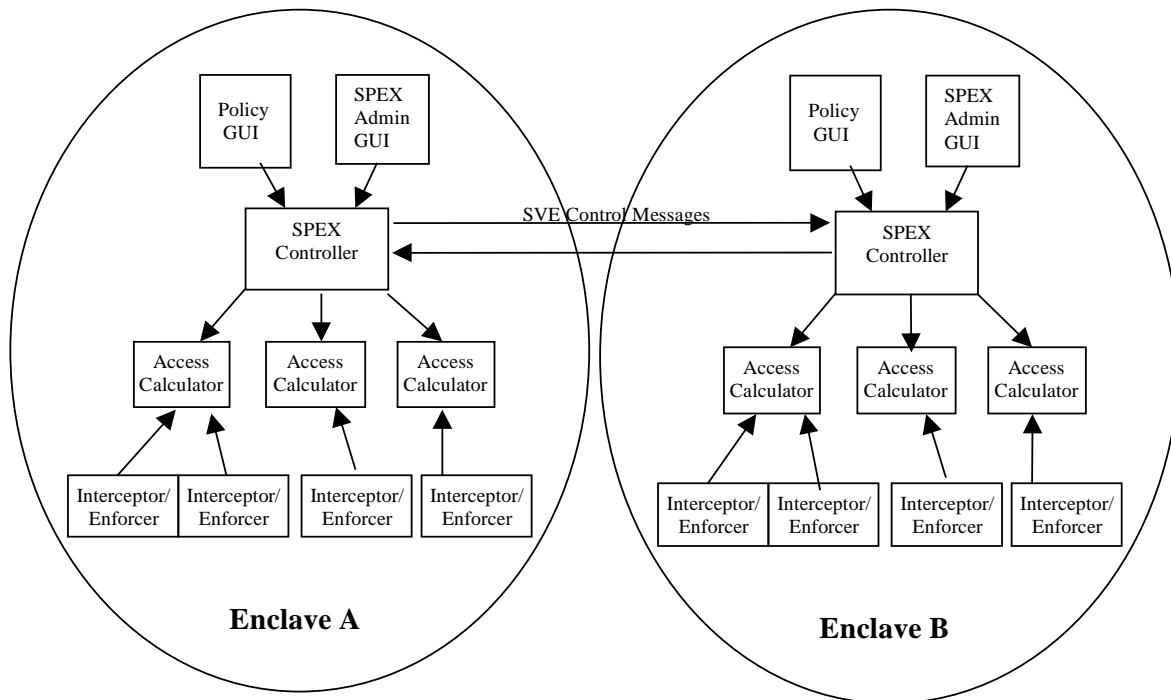 Policy
GUI
SPEX
Admin
GUI
Policy
GUI
SPEX
Admin
GUI
SPEX
Controller
SVE Control Messages
SPEX
Controller
Access
Calculator
Access
Calculator
Access
Calculator
Access
Calculator
Access
Calculator
Access
Calculator
Interceptor/
Enforcer
Interceptor/
Enforcer
Interceptor/
Enforcer
Interceptor/
Enforcer
Interceptor/
Enforcer
Interceptor/
Enforcer
Interceptor/
Enforcer
Interceptor/
Enforcer
Enclave A
Enclave B